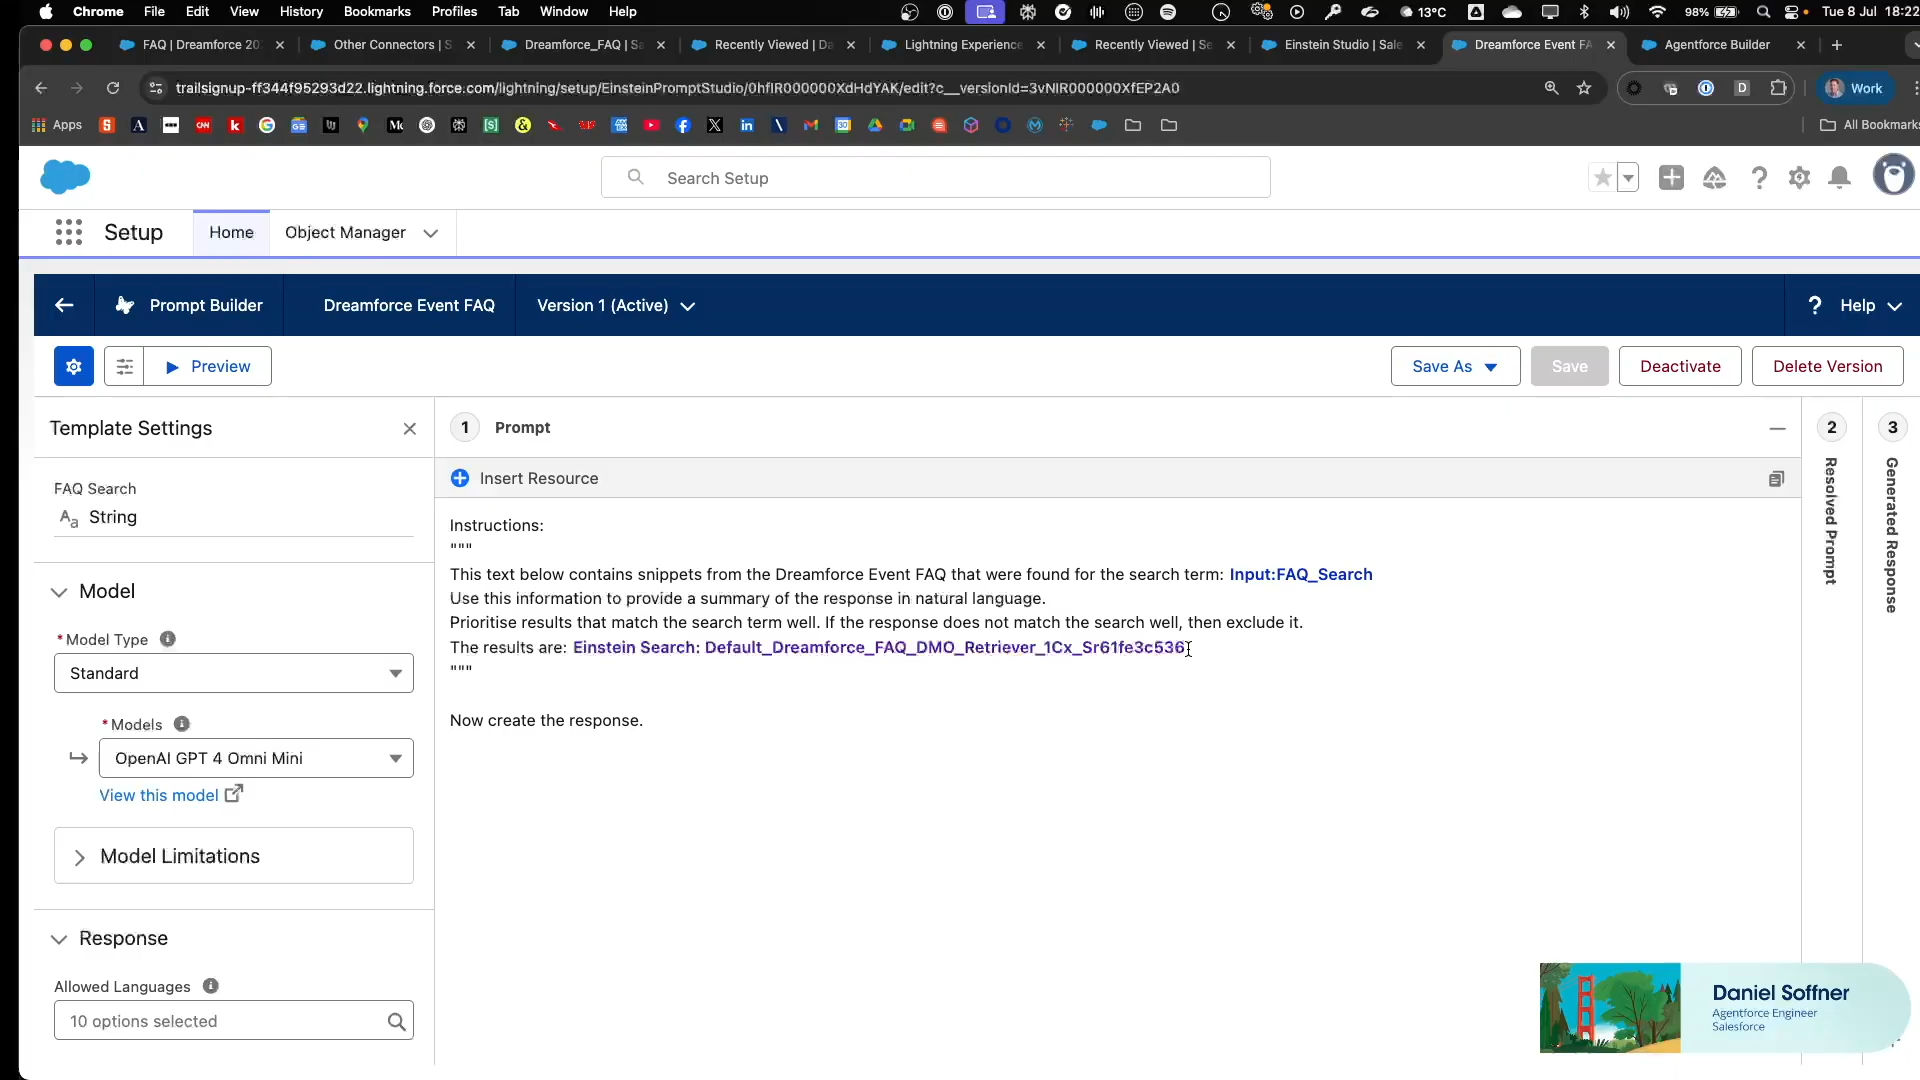 Chrome File Edit View History Bookmarks Profiles Tab Window Help 13°C 98% Tue 8 Jul 18:22
FAQ | Dreamforce 20 Other Connectors | S Dreamforce_FAQ | Sa Recently Viewed | Da Lightning Experience Recently Viewed | Se Einstein Studio | Sale Dreamforce Event FA Agentforce Builder
trailsignup-ff344f95293d22.lightning.force.com/lightning/setup/EinsteinPromptStudio/0hfIR000000XdHdYAK/edit?c__versionId=3vNIR000000XfEP2A0 Work
Apps All Bookmarks
Search Setup
Setup Home Object Manager
Prompt Builder Dreamforce Event FAQ Version 1 (Active) ? Help
Preview Save As Save Deactivate Delete Version
Template Settings
1 Prompt
2 Resolved Prompt
3 Generated Response
FAQ Search
Aa String
Model
* Model Type
Standard
* Models
OpenAI GPT 4 Omni Mini
View this model
Model Limitations
Response
Allowed Languages
10 options selected
Insert Resource
Instructions:
"""
This text below contains snippets from the Dreamforce Event FAQ that were found for the search term: Input:FAQ_Search
Use this information to provide a summary of the response in natural language.
Prioritise results that match the search term well. If the response does not match the search well, then exclude it.
The results are: Einstein Search: Default_Dreamforce_FAQ_DMO_Retriever_1Cx_Sr61fe3c536
"""
Now create the response.
Daniel Soffner
Agentforce Engineer
Salesforce